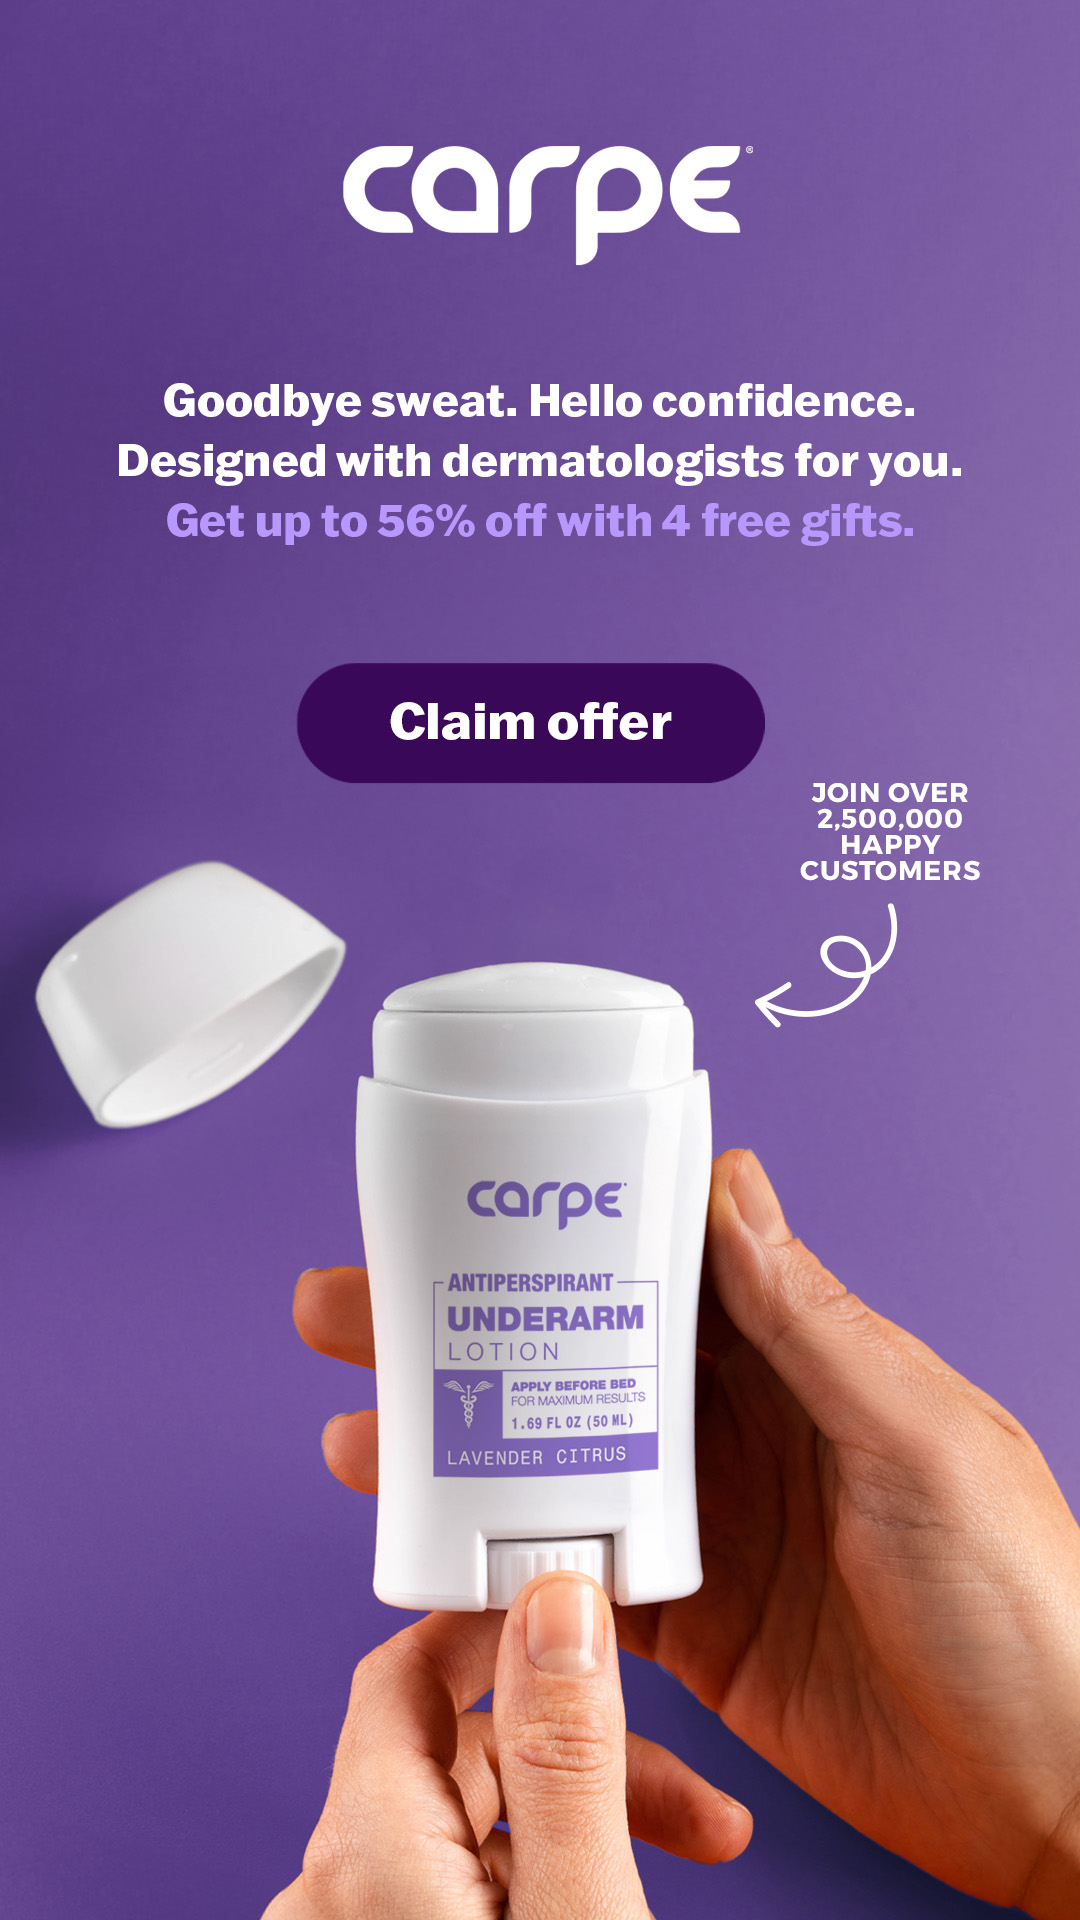 carpe®
Goodbye sweat. Hello confidence.
Designed with dermatologists for you.
Get up to 56% off with 4 free gifts.
Claim offer
JOIN OVER
2,500,000
HAPPY
CUSTOMERS
carpe
ANTIPERSPIRANT
UNDERARM
LOTION
APPLY BEFORE BED
FOR MAXIMUM RESULTS
1.69 FL OZ (50 ML)
LAVENDER CITRUS